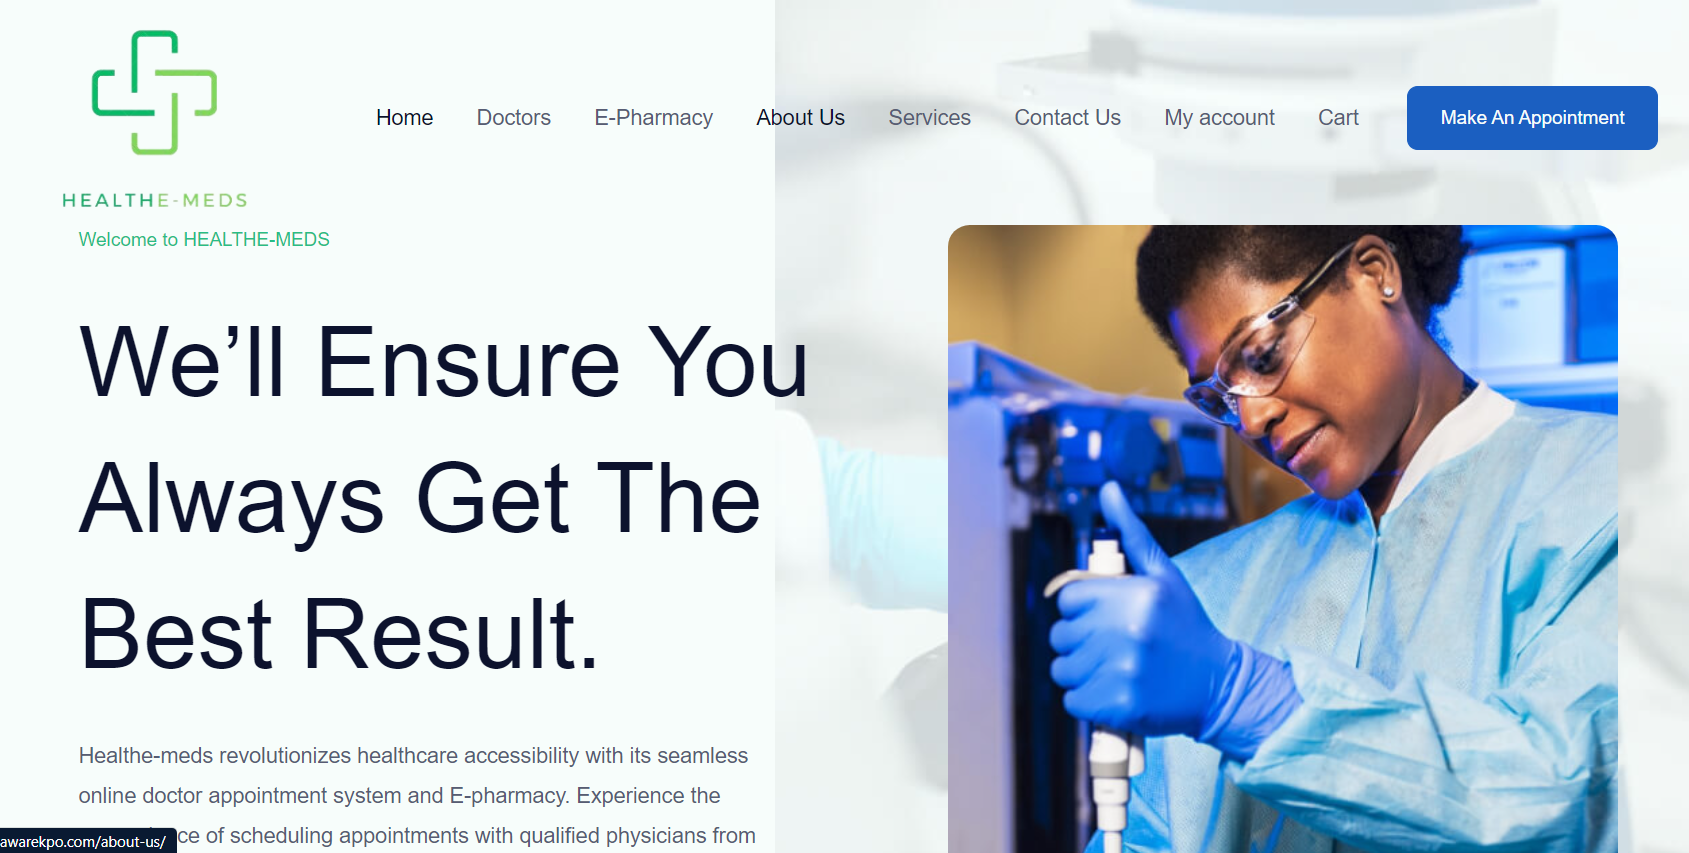 Home Doctors E-Pharmacy About Us Services Contact Us My account Cart Make An Appointment
HEALTHE-MEDS
Welcome to HEALTHE-MEDS
We’ll Ensure You
Always Get The
Best Result.
Healthe-meds revolutionizes healthcare accessibility with its seamless
online doctor appointment system and E-pharmacy. Experience the
ce of scheduling appointments with qualified physicians from
awarekpo.com/about-us/